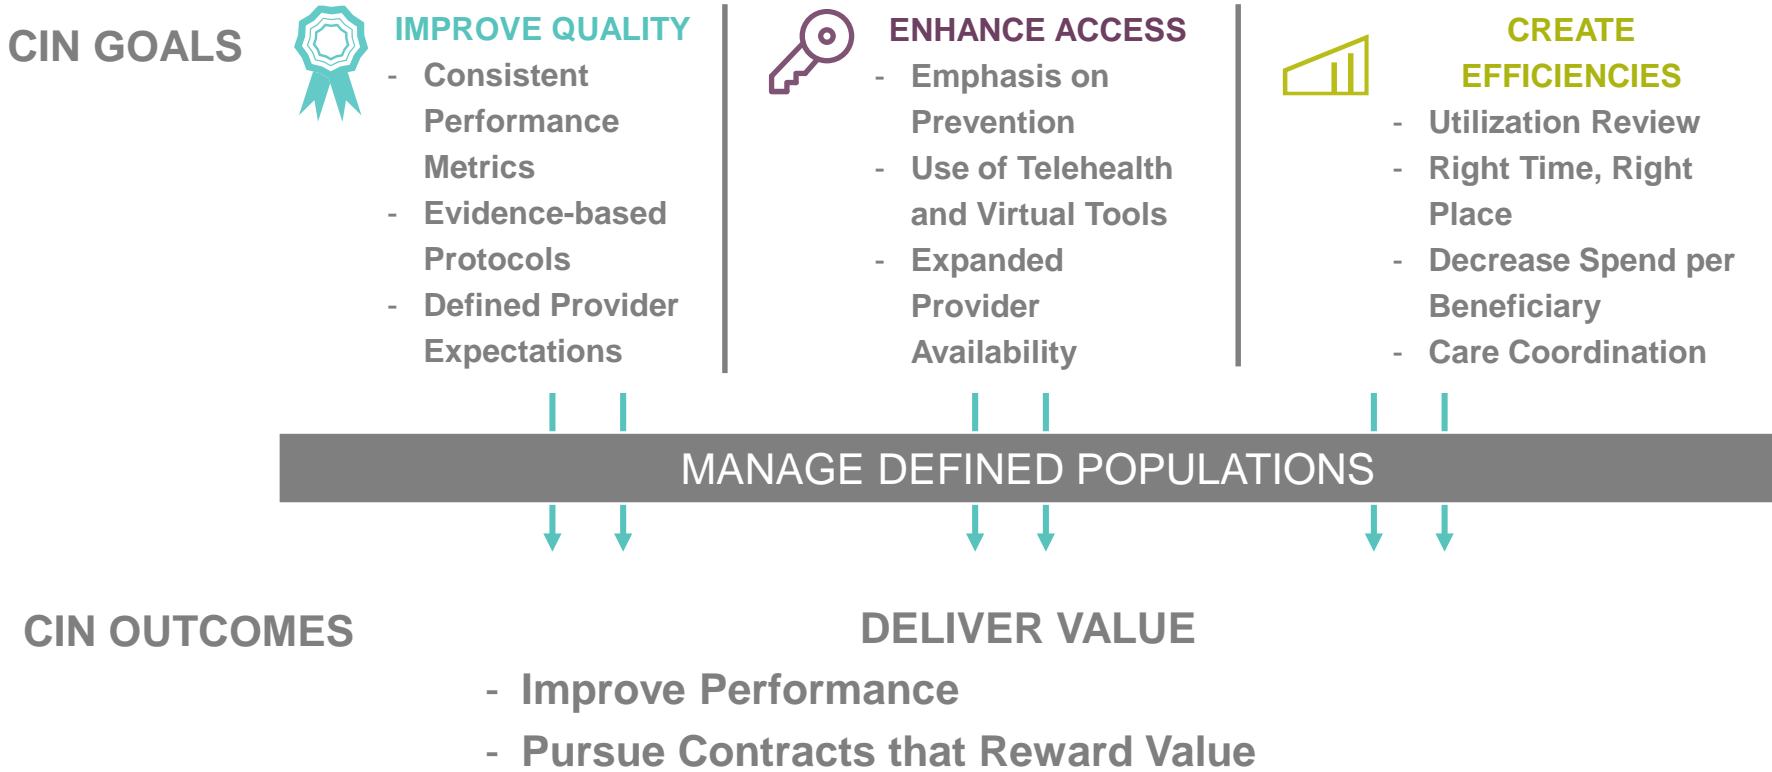 CIN GOALS
IMPROVE QUALITY
- Consistent
Performance
Metrics
- Evidence-based
Protocols
- Defined Provider
Expectations
ENHANCE ACCESS
- Emphasis on
Prevention
- Use of Telehealth
and Virtual Tools
- Expanded
Provider
Availability
CREATE
EFFICIENCIES
- Utilization Review
- Right Time, Right
Place
- Decrease Spend per
Beneficiary
- Care Coordination
MANAGE DEFINED POPULATIONS
CIN OUTCOMES
DELIVER VALUE
- Improve Performance
- Pursue Contracts that Reward Value